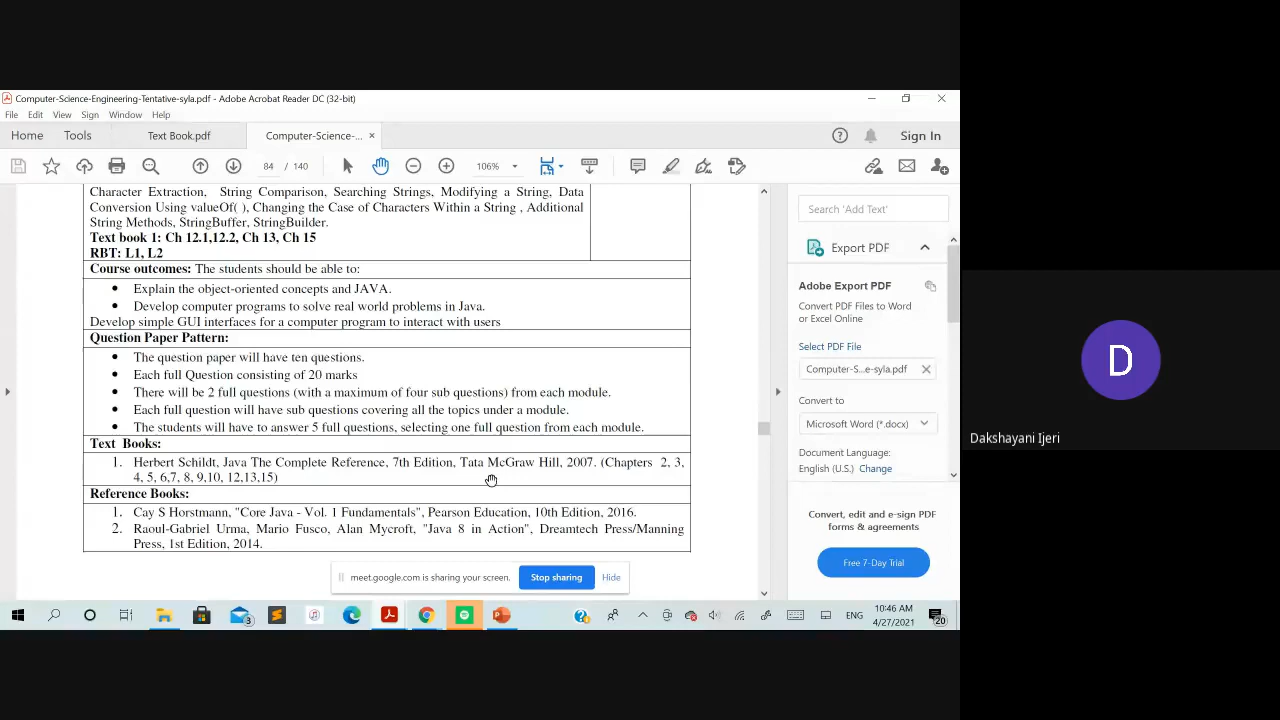 Computer-Science-Engineering-Tentative-syla.pdf - Adobe Acrobat Reader DC (32-bit)
File Edit View Sign Window Help
Home Tools Text Book.pdf Computer-Science-... × Sign In
84 / 140 106%
Character Extraction, String Comparison, Searching Strings, Modifying a String, Data
Conversion Using valueOf( ), Changing the Case of Characters Within a String , Additional
String Methods, StringBuffer, StringBuilder.
Text book 1: Ch 12.1,12.2, Ch 13, Ch 15
RBT: L1, L2
Course outcomes: The students should be able to:
• Explain the object-oriented concepts and JAVA.
• Develop computer programs to solve real world problems in Java.
Develop simple GUI interfaces for a computer program to interact with users
Question Paper Pattern:
• The question paper will have ten questions.
• Each full Question consisting of 20 marks
• There will be 2 full questions (with a maximum of four sub questions) from each module.
• Each full question will have sub questions covering all the topics under a module.
• The students will have to answer 5 full questions, selecting one full question from each module.
Text Books:
1. Herbert Schildt, Java The Complete Reference, 7th Edition, Tata McGraw Hill, 2007. (Chapters 2, 3,
4, 5, 6,7, 8, 9,10, 12,13,15)
Reference Books:
1. Cay S Horstmann, "Core Java - Vol. 1 Fundamentals", Pearson Education, 10th Edition, 2016.
2. Raoul-Gabriel Urma, Mario Fusco, Alan Mycroft, "Java 8 in Action", Dreamtech Press/Manning
Press, 1st Edition, 2014.
Search 'Add Text'
Export PDF
Adobe Export PDF
Convert PDF Files to Word
or Excel Online
Select PDF File
Computer-S...e-syla.pdf ×
Convert to
Microsoft Word (*.docx)
Document Language:
English (U.S.) Change
Convert, edit and e-sign PDF
forms & agreements
Free 7-Day Trial
meet.google.com is sharing your screen. Stop sharing Hide
3
ENG
10:46 AM
4/27/2021
20
D
Dakshayani Ijeri